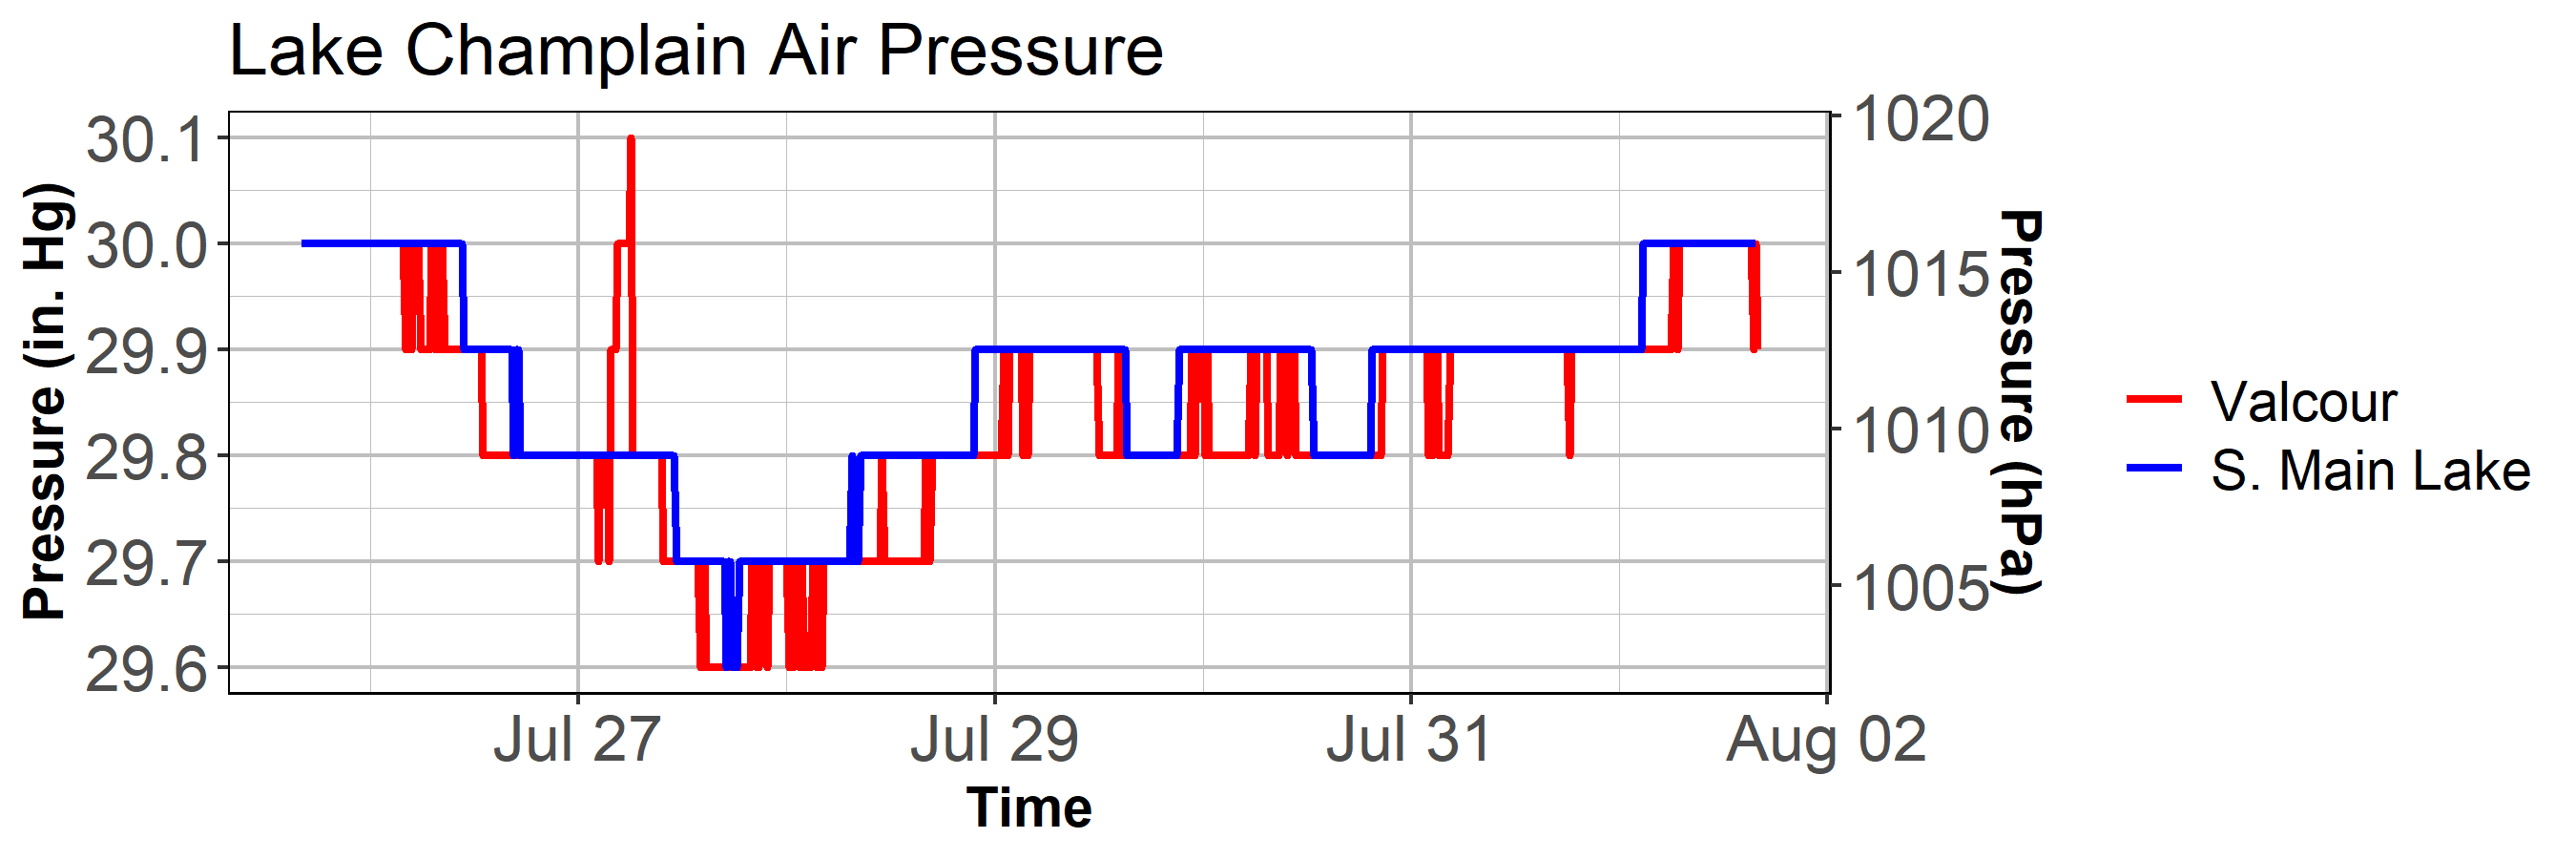 Lake Champlain Air Pressure
30.1
30.0
29.9
29.8
29.7
29.6
Pressure (in. Hg)
1020
1015
1010
1005
Pressure (hPa)
Jul 27
Jul 29
Jul 31
Aug 02
Time
Valcour
S. Main Lake